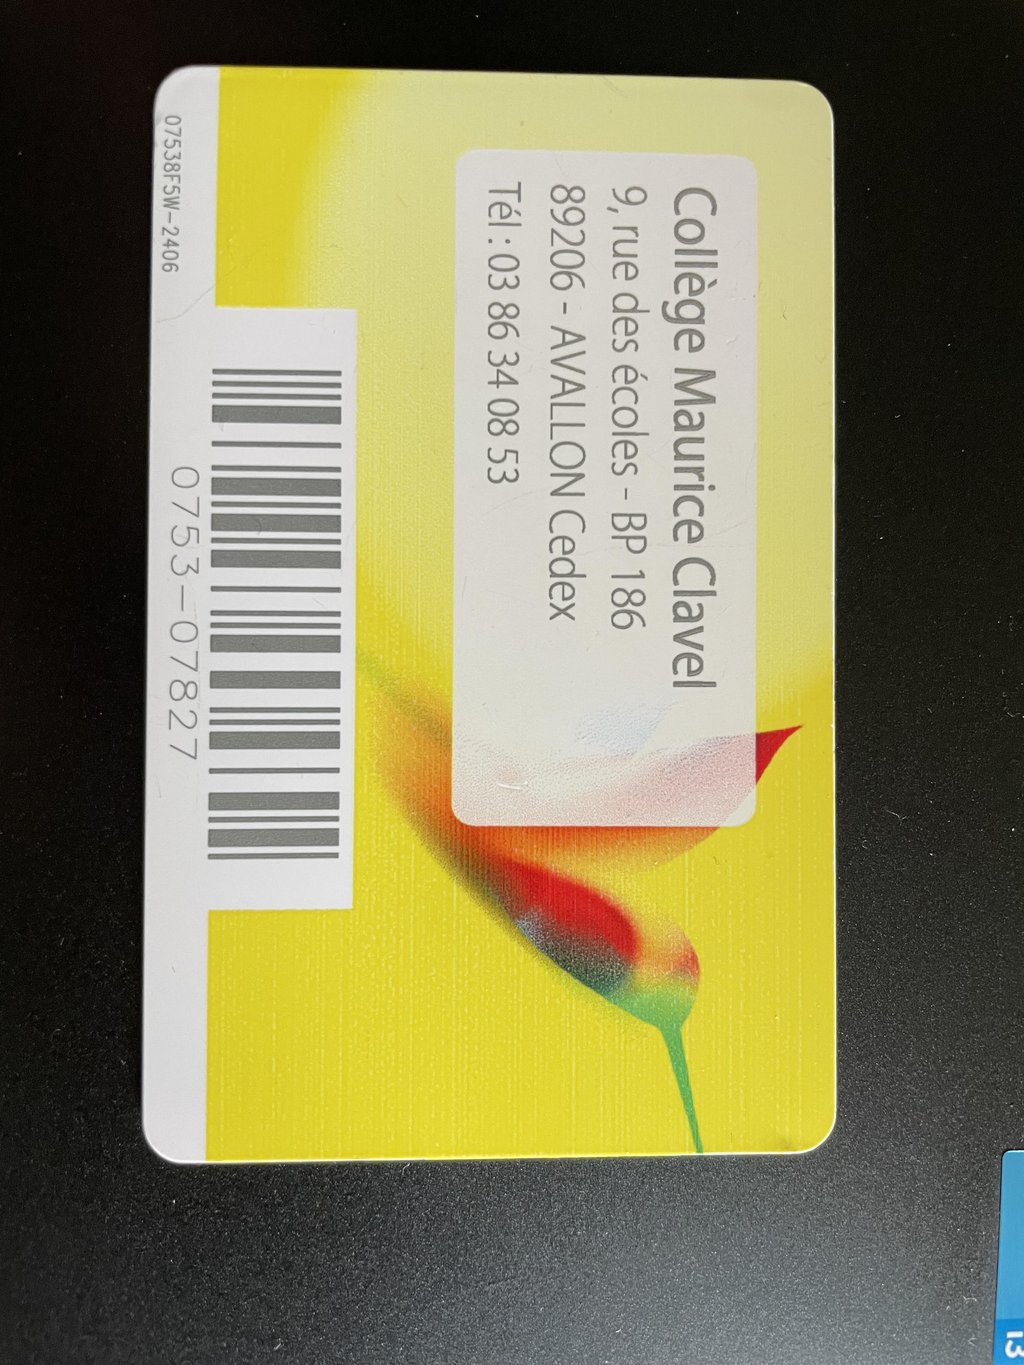 Collège Maurice Clavel
9, rue des écoles - BP 186
89206 - AVALLON Cedex
Tél : 03 86 34 08 53
0753-07827
07538F5W-2406
13